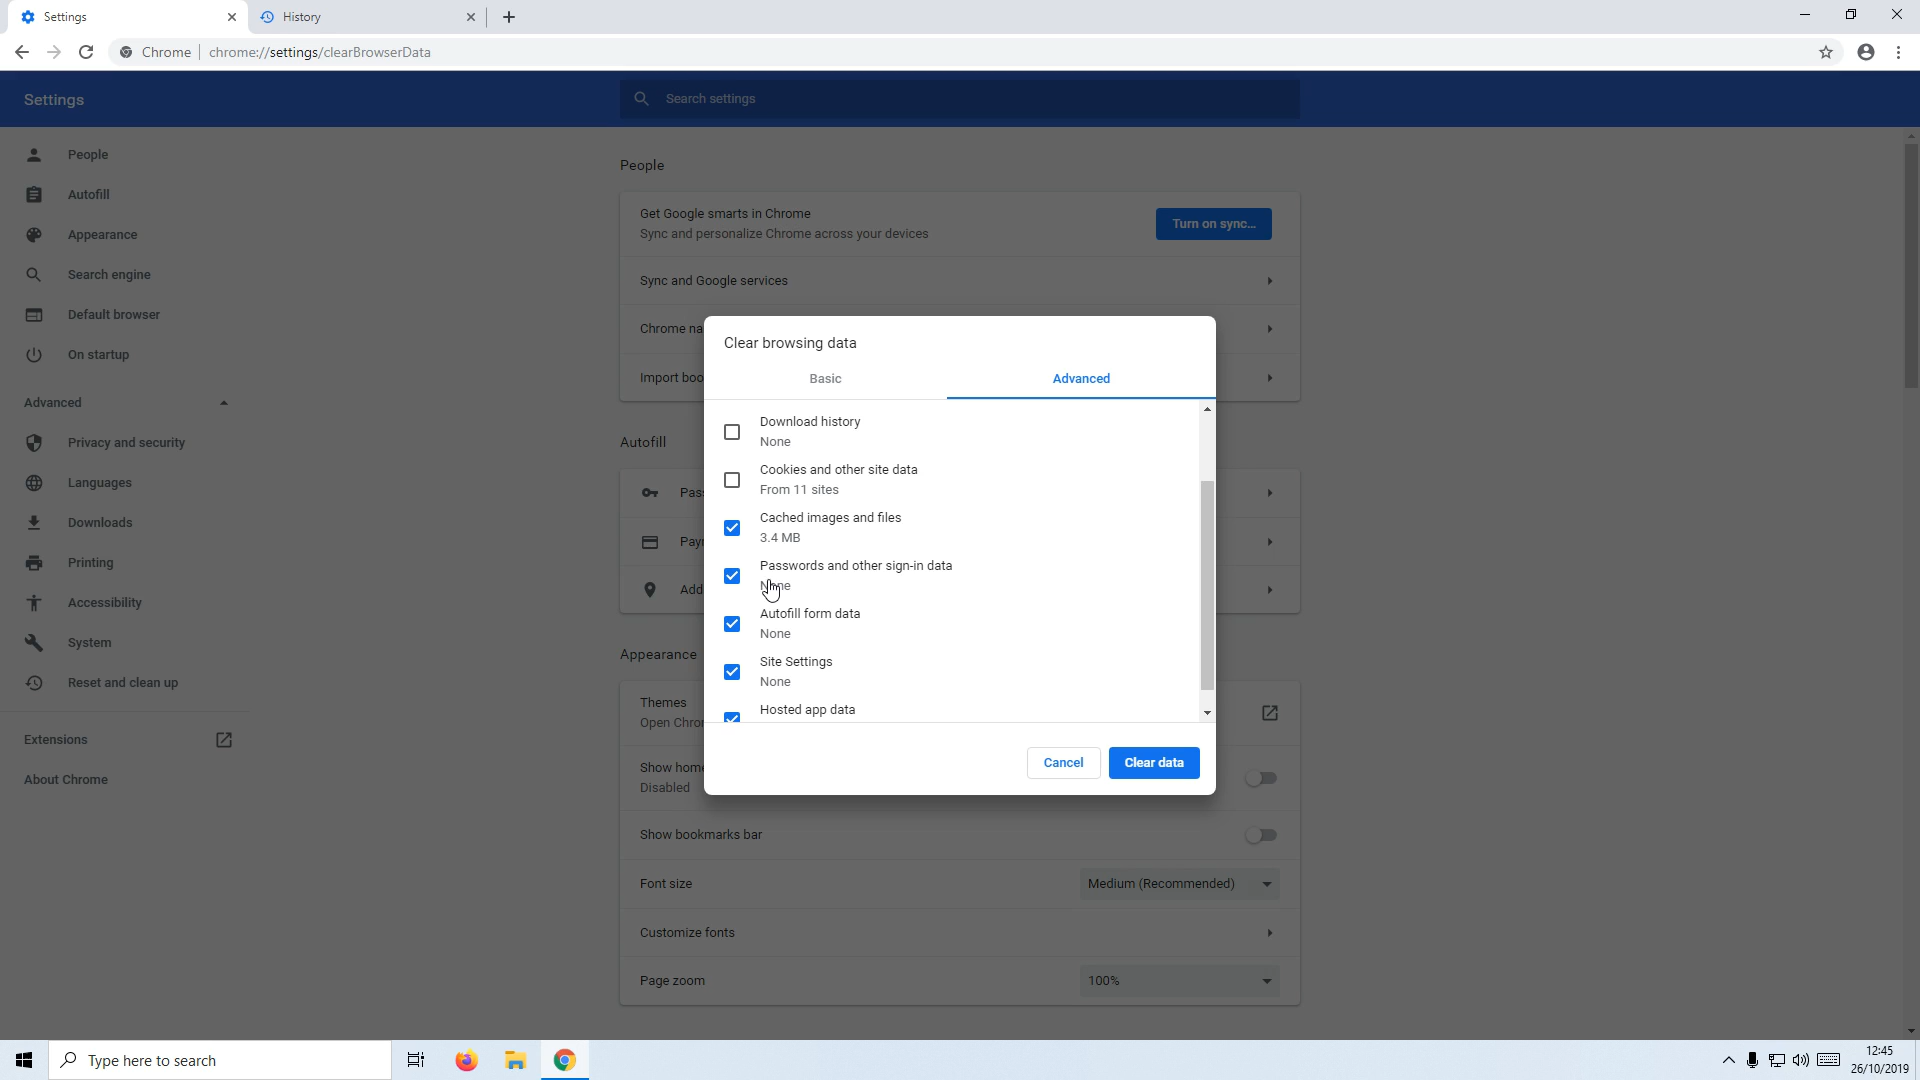 Settings
History
Chrome
chrome://settings/clearBrowserData
Settings
Search settings
People
Autofill
Appearance
Search engine
Default browser
On startup
Advanced
Privacy and security
Languages
Downloads
Printing
Accessibility
System
Reset and clean up
Extensions
About Chrome
People
Get Google smarts in Chrome
Sync and personalize Chrome across your devices
Turn on sync...
Sync and Google services
Chrome na
Import boo
Autofill
Pas
Pay
Add
Appearance
Themes
Open Chro
Show home
Disabled
Show bookmarks bar
Font size
Medium (Recommended)
Customize fonts
Page zoom
100%
Clear browsing data
Basic
Advanced
Download history
None
Cookies and other site data
From 11 sites
Cached images and files
3.4 MB
Passwords and other sign-in data
None
Autofill form data
None
Site Settings
None
Hosted app data
Cancel
Clear data
Type here to search
12:45
26/10/2019